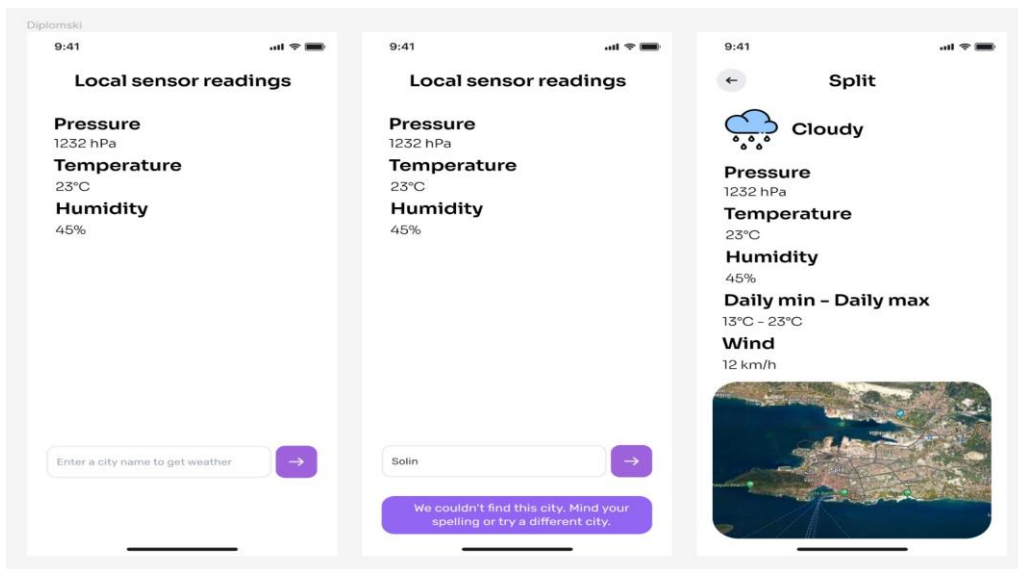 Diplomski
9:41
Local sensor readings
Pressure
1232 hPa
Temperature
23°C
Humidity
45%
Enter a city name to get weather
9:41
Local sensor readings
Pressure
1232 hPa
Temperature
23°C
Humidity
45%
Solin
We couldn't find this city. Mind your
spelling or try a different city.
9:41
Split
Cloudy
Pressure
1232 hPa
Temperature
23°C
Humidity
45%
Daily min - Daily max
13°C - 23°C
Wind
12 km/h
Split